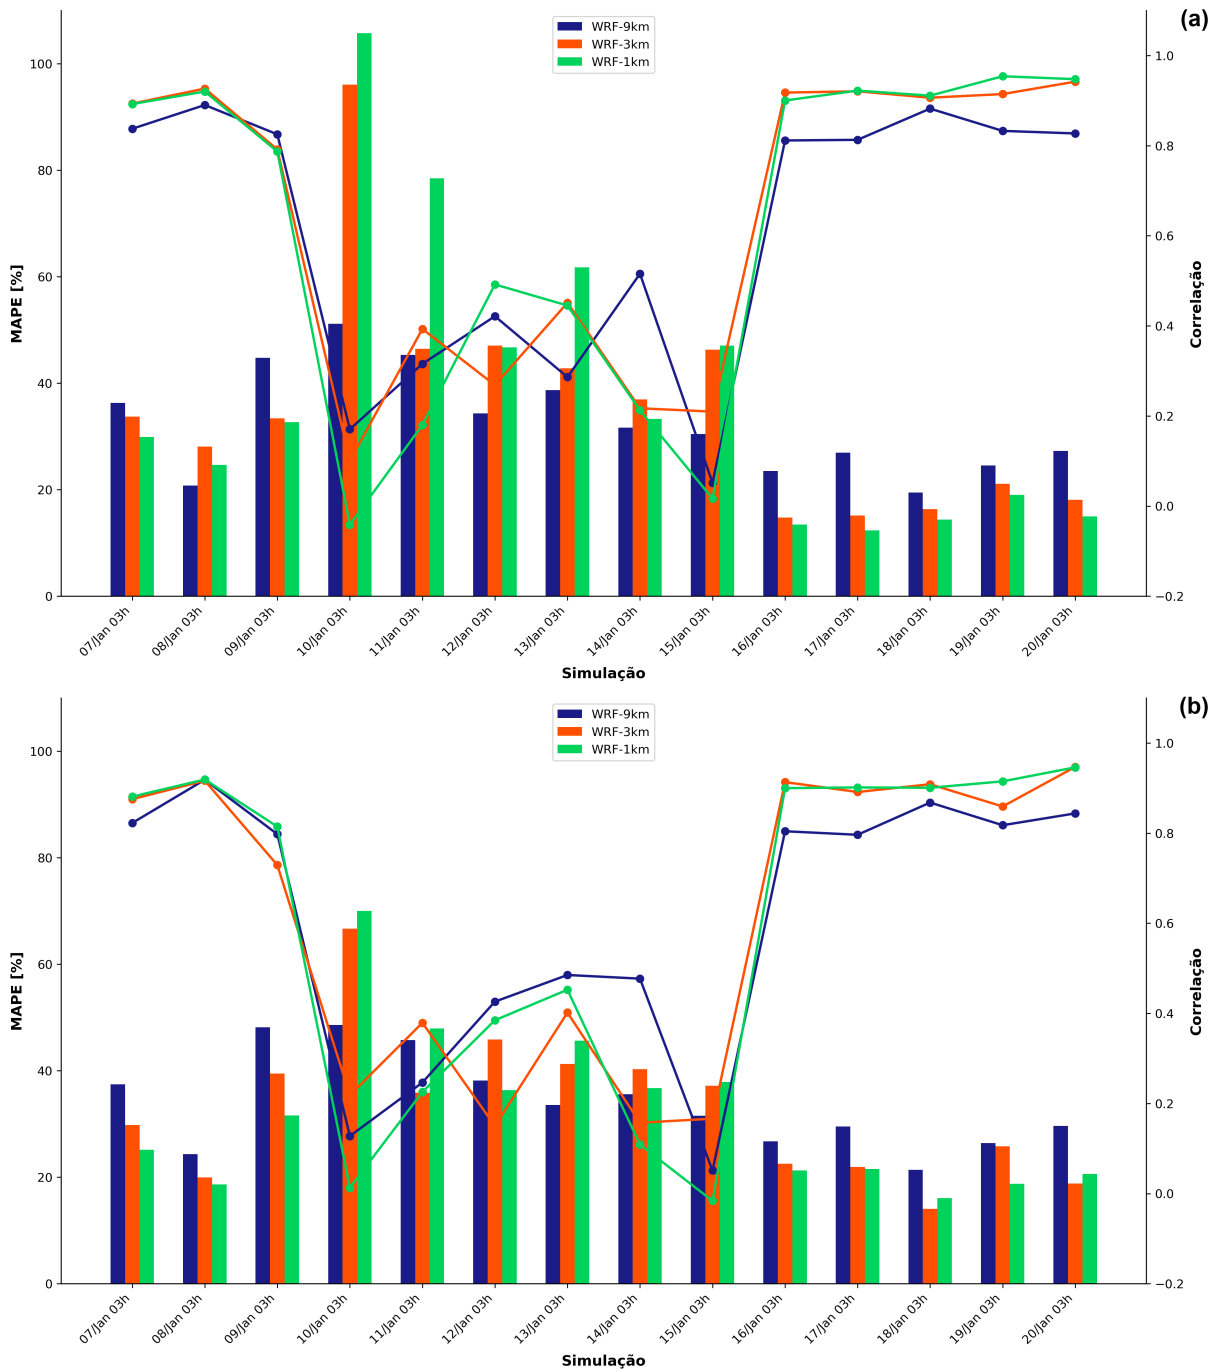 (a)
WRF-9km
WRF-3km
WRF-1km
100
80
60
40
20
0
MAPE [%]
1.0
0.8
0.6
0.4
0.2
0.0
−0.2
Correlação
07/Jan 03h
08/Jan 03h
09/Jan 03h
10/Jan 03h
11/Jan 03h
12/Jan 03h
13/Jan 03h
14/Jan 03h
15/Jan 03h
16/Jan 03h
17/Jan 03h
18/Jan 03h
19/Jan 03h
20/Jan 03h
Simulação
(b)
WRF-9km
WRF-3km
WRF-1km
100
80
60
40
20
0
MAPE [%]
1.0
0.8
0.6
0.4
0.2
0.0
−0.2
Correlação
07/Jan 03h
08/Jan 03h
09/Jan 03h
10/Jan 03h
11/Jan 03h
12/Jan 03h
13/Jan 03h
14/Jan 03h
15/Jan 03h
16/Jan 03h
17/Jan 03h
18/Jan 03h
19/Jan 03h
20/Jan 03h
Simulação